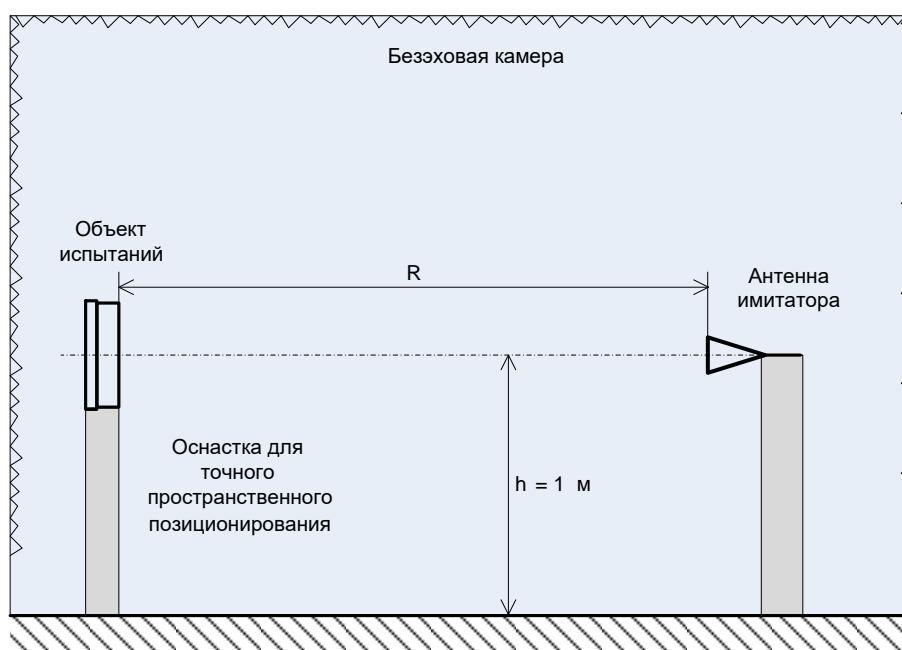 Безэховая камера
Объект
испытаний
R
Антенна
имитатора
Оснастка для
точного
пространственного
позиционирования
h = 1 м